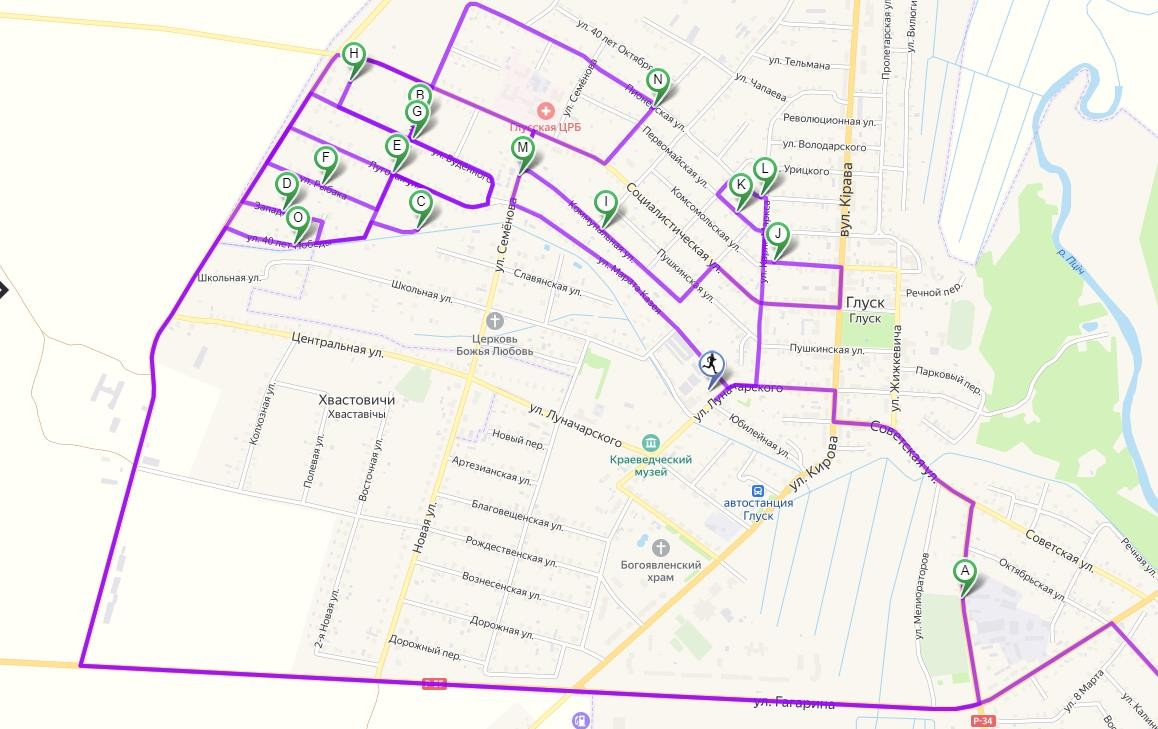 ул. 40 лет Октября
ул. Тельмана
ул. Чапаева
Пролетарская ул.
ул. Вилюги
H
N
B
G
Пионерская ул.
ул. Семёнова
Глусская ЦРБ
Революционная ул.
ул. Володарского
Урицкого
Первомайская ул.
E
M
ул. Будённого
Луговая ул.
F
ул. Рыбака
D
C
I
K
L
Комсомольская ул.
Социалистическая ул.
вул. Кірава
O
ул. 40 лет Победы
Коммунальная ул.
J
ул. Семёнова
ул. Марата Казея
Пушкинская ул.
р. Пціч
Школьная ул.
Славянская ул.
Школьная ул.
Речной пер.
Глуск
Глуск
Церковь
Божья Любовь
Центральная ул.
Пушкинская ул.
ул. Жижкевича
Парковый пер.
Хвастовичи
Хваставічы
ул. Луначарского
ул. Луначарского
Юбилейная ул.
Советская ул.
Колхозная ул.
Полевая ул.
Восточная ул.
Новый пер.
Краеведческий
музей
ул. Кирова
Артезианская ул.
автостанция
Глуск
Благовещенская ул.
Новая ул.
Рождественская ул.
Богоявленский
храм
Советская ул.
Речная ул.
Октябрьская ул.
A
Вознесенская ул.
ул. Мелиораторов
2-я Новая ул.
Дорожная ул.
Дорожный пер.
ул. Гагарина
ул. 8 Марта
P-34